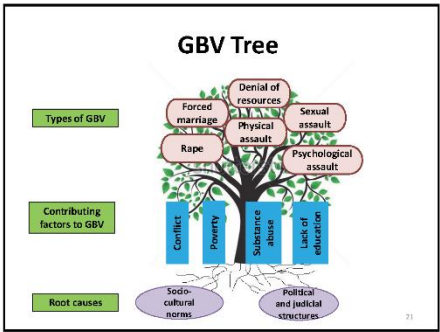 GBV Tree
Types of GBV
Denial of
resources
Forced
marriage
Sexual
assault
Physical
assault
Rape
Psychological
assault
Contributing
factors to GBV
Conflict
Poverty
Substance
abuse
Lack of
education
Root causes
Socio-
cultural
norms
Political
and judicial
structures
21